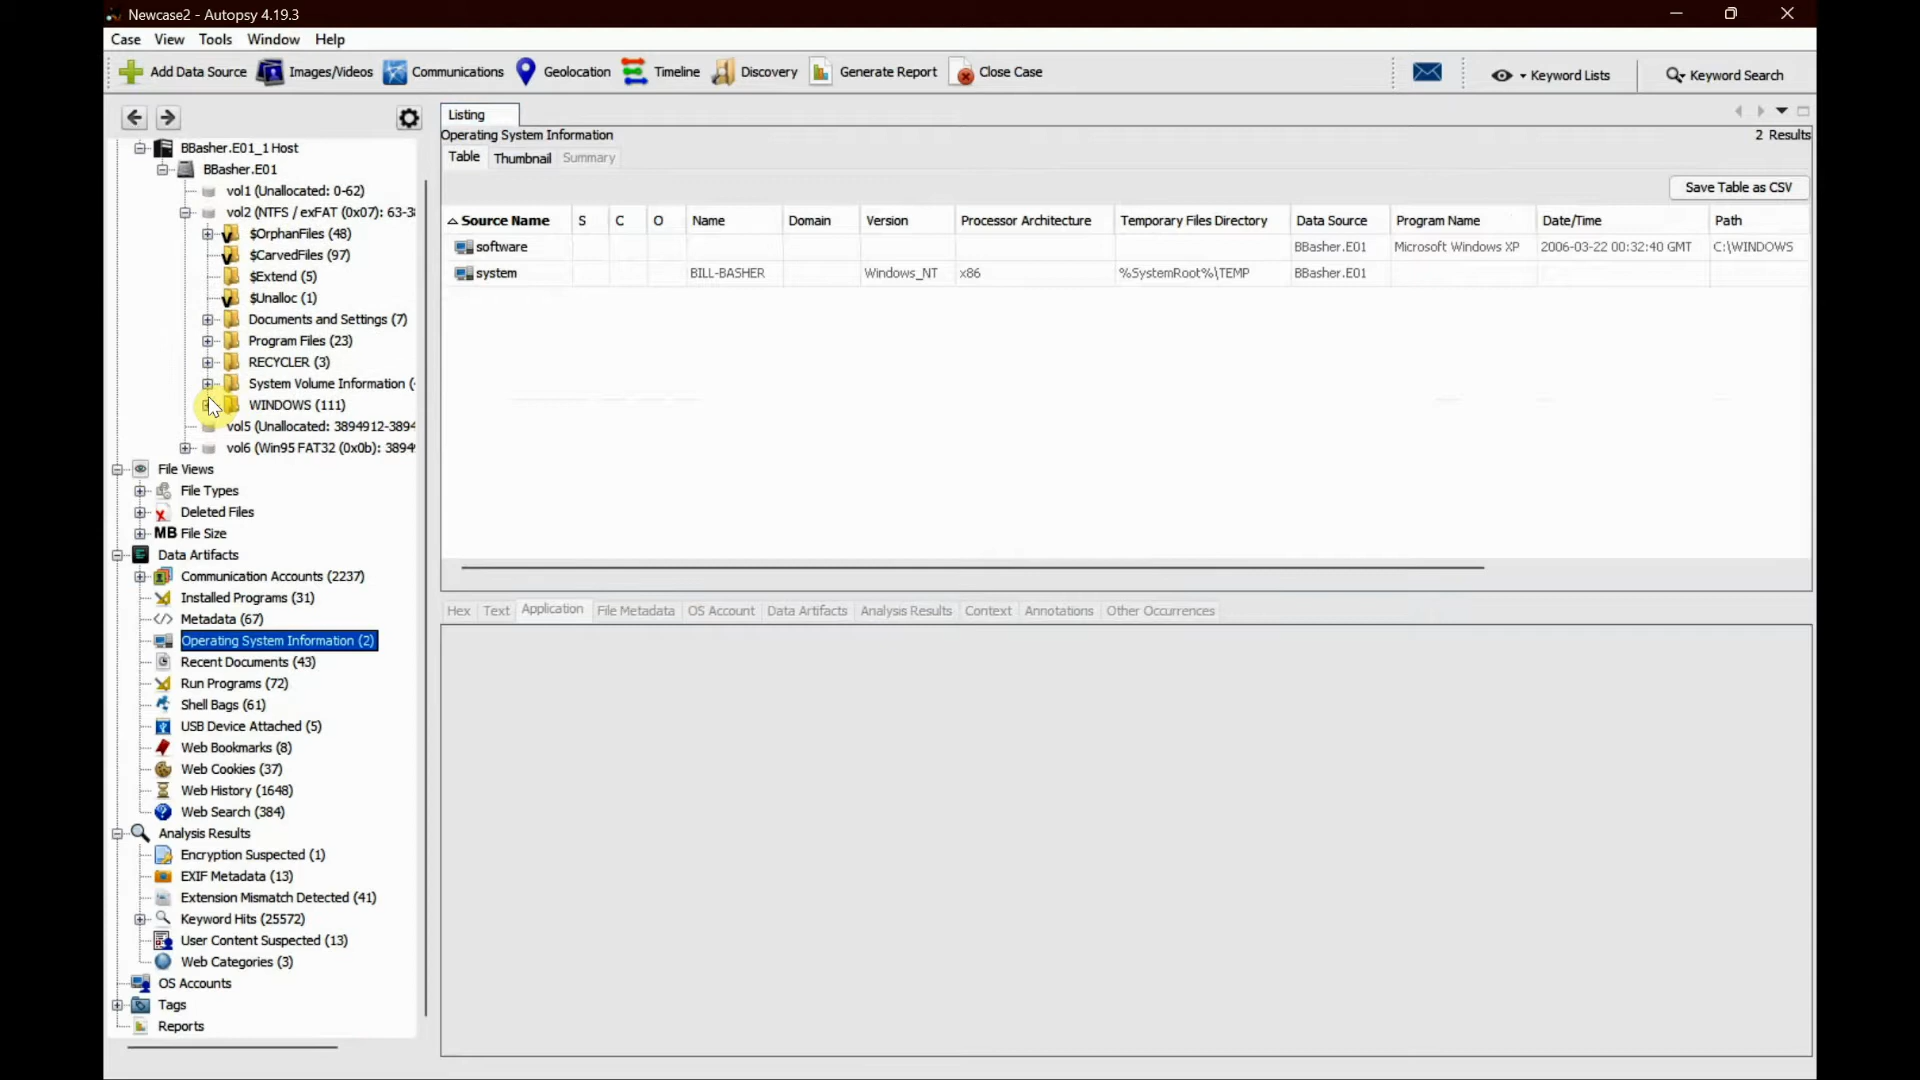 Newcase2 - Autopsy 4.19.3
Case View Tools Window Help
Add Data Source Images/Videos Communications Geolocation Timeline Discovery Generate Report Close Case Keyword Lists Keyword Search
Listing
Operating System Information 2 Results
Table Thumbnail Summary
Save Table as CSV
Source Name S C O Name Domain Version Processor Architecture Temporary Files Directory Data Source Program Name Date/Time Path
software BBasher.E01 Microsoft Windows XP 2006-03-22 00:32:40 GMT C:\WINDOWS
system BILL-BASHER Windows_NT x86 %SystemRoot%\TEMP BBasher.E01
BBasher.E01_1 Host
BBasher.E01
vol1 (Unallocated: 0-62)
vol2 (NTFS / exFAT (0x07): 63-38
$OrphanFiles (48)
$CarvedFiles (97)
$Extend (5)
$Unalloc (1)
Documents and Settings (7)
Program Files (23)
RECYCLER (3)
System Volume Information (
WINDOWS (111)
vol5 (Unallocated: 3894912-3894
vol6 (Win95 FAT32 (0x0b): 3894
File Views
File Types
Deleted Files
MB File Size
Data Artifacts
Communication Accounts (2237)
Installed Programs (31)
Metadata (67)
Operating System Information (2)
Recent Documents (43)
Run Programs (72)
Shell Bags (61)
USB Device Attached (5)
Web Bookmarks (8)
Web Cookies (37)
Web History (1648)
Web Search (384)
Analysis Results
Encryption Suspected (1)
EXIF Metadata (13)
Extension Mismatch Detected (41)
Keyword Hits (25572)
User Content Suspected (13)
Web Categories (3)
OS Accounts
Tags
Reports
Hex Text Application File Metadata OS Account Data Artifacts Analysis Results Context Annotations Other Occurrences